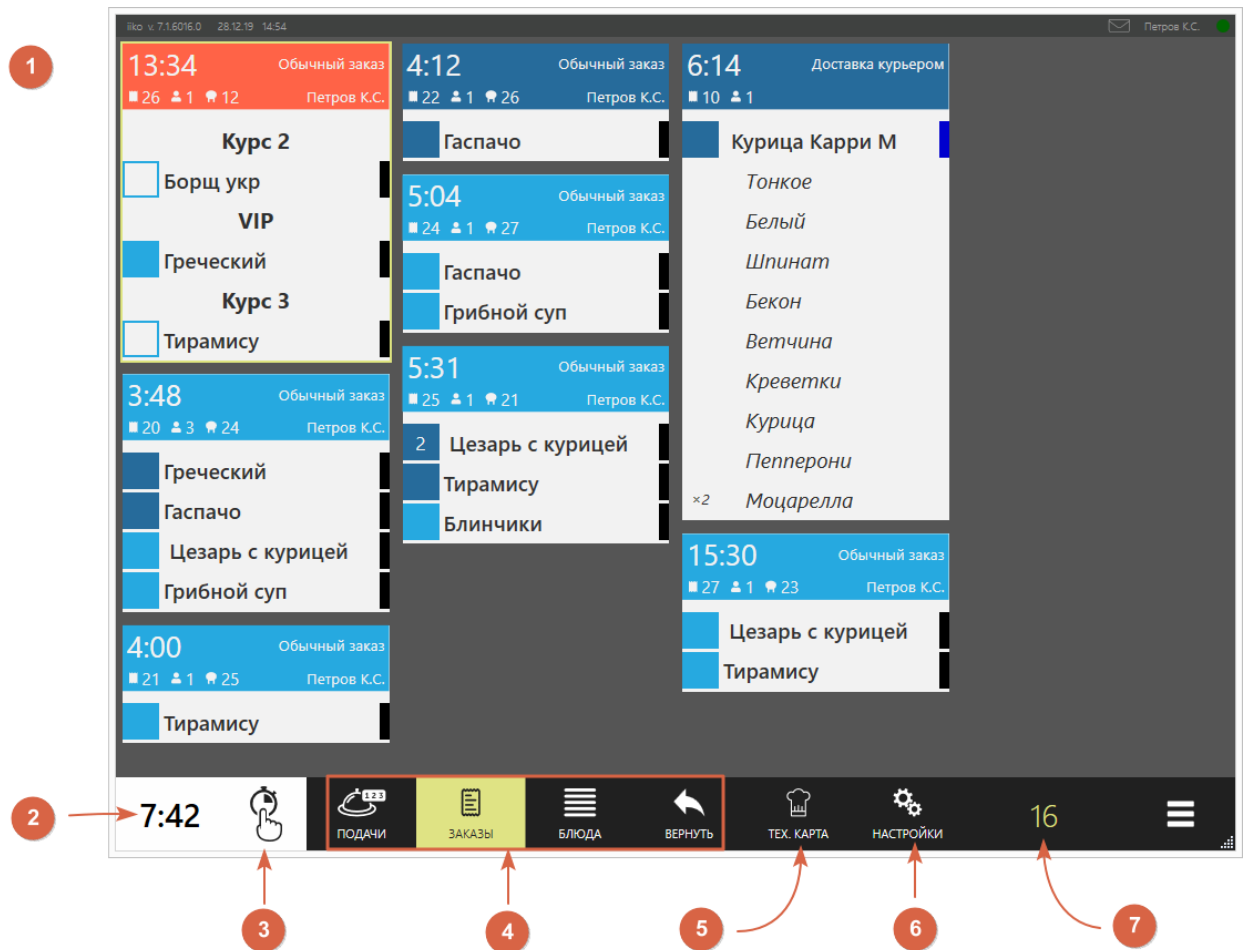 iiko v. 7.1.6016.0 28.12.19 14:54
Петров К.С.
1
13:34 Обычный заказ
26 1 12 Петров К.С.
Курс 2
Борщ укр
VIP
Греческий
Курс 3
Тирамису
3:48 Обычный заказ
20 3 24 Петров К.С.
Греческий
Гаспачо
Цезарь с курицей
Грибной суп
4:00 Обычный заказ
21 1 25 Петров К.С.
Тирамису
4:12 Обычный заказ
22 1 26 Петров К.С.
Гаспачо
5:04 Обычный заказ
24 1 27 Петров К.С.
Гаспачо
Грибной суп
5:31 Обычный заказ
25 1 21 Петров К.С.
2 Цезарь с курицей
Тирамису
Блинчики
6:14 Доставка курьером
10 1
Курица Карри М
Тонкое
Белый
Шпинат
Бекон
Ветчина
Креветки
Курица
Пепперони
×2 Моцарелла
15:30 Обычный заказ
27 1 23 Петров К.С.
Цезарь с курицей
Тирамису
2
7:42
123
ПОДАЧИ
ЗАКАЗЫ
БЛЮДА
ВЕРНУТЬ
ТЕХ. КАРТА
НАСТРОЙКИ
16
3
4
5
6
7